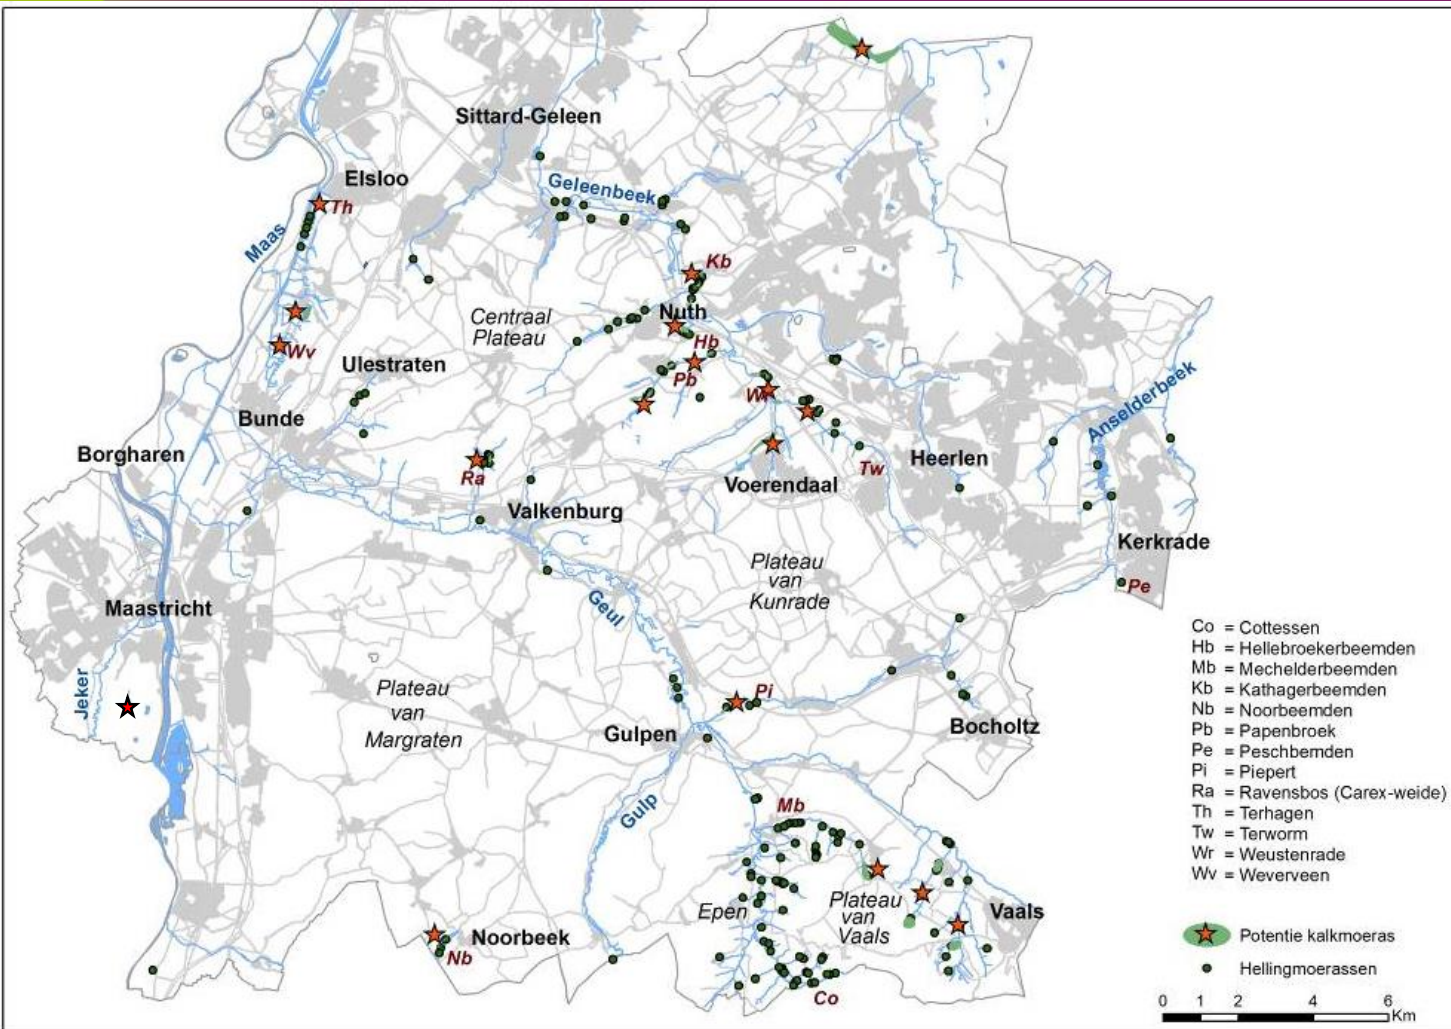 Sittard-Geleen
Elsloo
Geleenbeek
Th
Maas
Kb
Centraal
Plateau
Nuth
Hb
Wv
Ulestraten
Pb
Wr
Bunde
Anselderbeek
Borgharen
Ra
Tw
Heerlen
Voerendaal
Valkenburg
Kerkrade
Plateau
van
Kunrade
Pe
Maastricht
Geul
Jeker
Plateau
van
Margraten
Pi
Gulpen
Bocholtz
Gulp
Mb
Epen
Plateau
van
Vaals
Vaals
Noorbeek
Nb
Co
Co = Cottessen
Hb = Hellebroekerbeemden
Mb = Mechelderbeemden
Kb = Kathagerbeemden
Nb = Noorbeemden
Pb = Papenbroek
Pe = Peschbemden
Pi = Piepert
Ra = Ravensbos (Carex-weide)
Th = Terhagen
Tw = Terworm
Wr = Weustenrade
Wv = Weverveen
Potentie kalkmoeras
Hellingmoerassen
0 1 2 4 6
Km